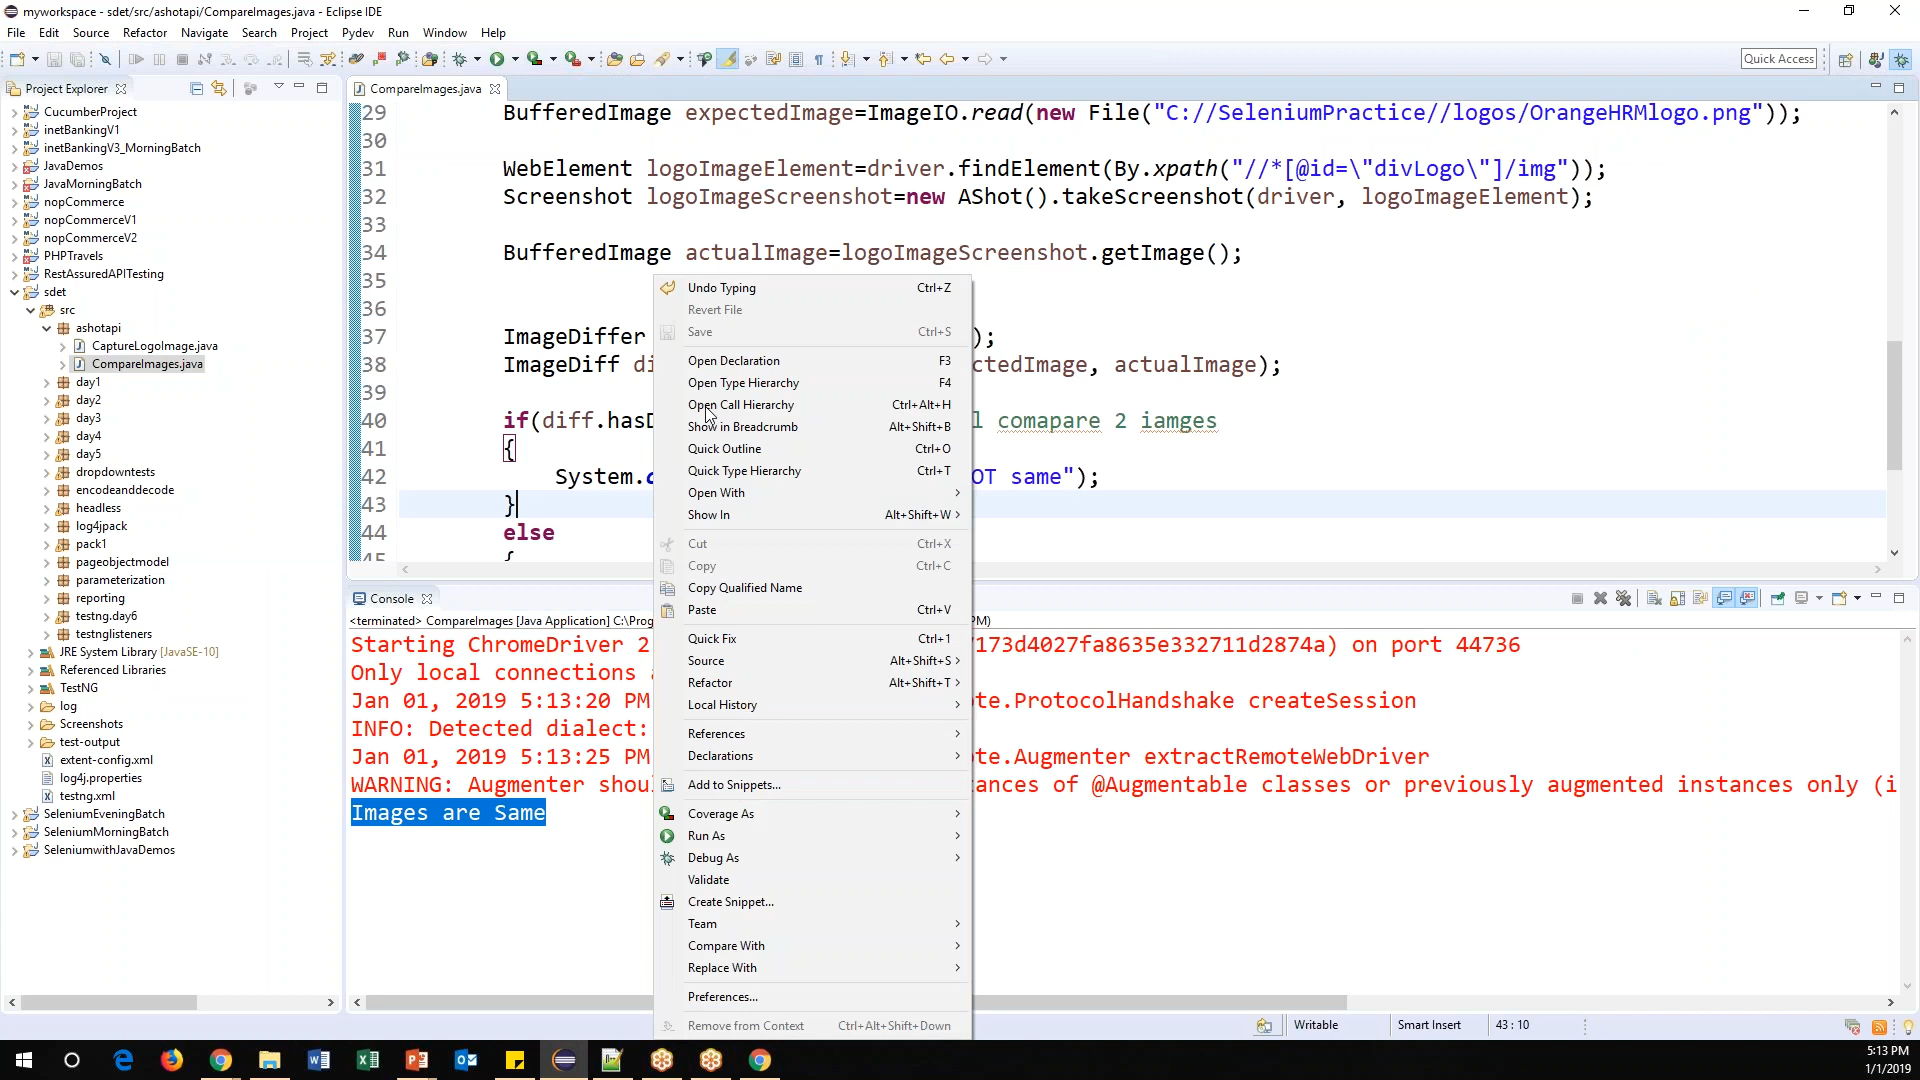 myworkspace - sdet/src/ashotapi/CompareImages.java - Eclipse IDE
File Edit Source Refactor Navigate Search Project Pydev Run Window Help
Quick Access
Project Explorer
CucumberProject
inetBankingV1
inetBankingV3_MorningBatch
JavaDemos
JavaMorningBatch
nopCommerce
nopCommerceV1
nopCommerceV2
PHPTravels
RestAssuredAPITesting
sdet
src
ashotapi
CaptureLogoImage.java
CompareImages.java
day1
day2
day3
day4
day5
dropdowntests
encodeanddecode
headless
log4jpack
pack1
pageobjectmodel
parameterization
reporting
testng.day6
testnglisteners
JRE System Library [JavaSE-10]
Referenced Libraries
TestNG
log
Screenshots
test-output
extent-config.xml
log4j.properties
testng.xml
SeleniumEveningBatch
SeleniumMorningBatch
SeleniumwithJavaDemos
CompareImages.java
29 BufferedImage expectedImage=ImageIO.read(new File("C://SeleniumPractice//logos/OrangeHRMlogo.png"));
30
31 WebElement logoImageElement=driver.findElement(By.xpath("//*[@id=\"divLogo\"]/img"));
32 Screenshot logoImageScreenshot=new AShot().takeScreenshot(driver, logoImageElement);
33
34 BufferedImage actualImage=logoImageScreenshot.getImage();
35
36
37 ImageDiffer );
38 ImageDiff di ctedImage, actualImage);
39
40 if(diff.hasD l comapare 2 iamges
41 {
42 System.o OT same");
43 }
44 else
45 {
Undo Typing Ctrl+Z
Revert File
Save Ctrl+S
Open Declaration F3
Open Type Hierarchy F4
Open Call Hierarchy Ctrl+Alt+H
Show in Breadcrumb Alt+Shift+B
Quick Outline Ctrl+O
Quick Type Hierarchy Ctrl+T
Open With
Show In Alt+Shift+W
Cut Ctrl+X
Copy Ctrl+C
Copy Qualified Name
Paste Ctrl+V
Quick Fix Ctrl+1
Source Alt+Shift+S
Refactor Alt+Shift+T
Local History
References
Declarations
Add to Snippets...
Coverage As
Run As
Debug As
Validate
Create Snippet...
Team
Compare With
Replace With
Preferences...
Remove from Context Ctrl+Alt+Shift+Down
Console
<terminated> CompareImages [Java Application] C:\Prog PM)
Starting ChromeDriver 2 7173d4027fa8635e332711d2874a) on port 44736
Only local connections a
Jan 01, 2019 5:13:20 PM te.ProtocolHandshake createSession
INFO: Detected dialect:
Jan 01, 2019 5:13:25 PM te.Augmenter extractRemoteWebDriver
WARNING: Augmenter shou ances of @Augmentable classes or previously augmented instances only (i
Images are Same
Writable Smart Insert 43 : 10
5:13 PM
1/1/2019